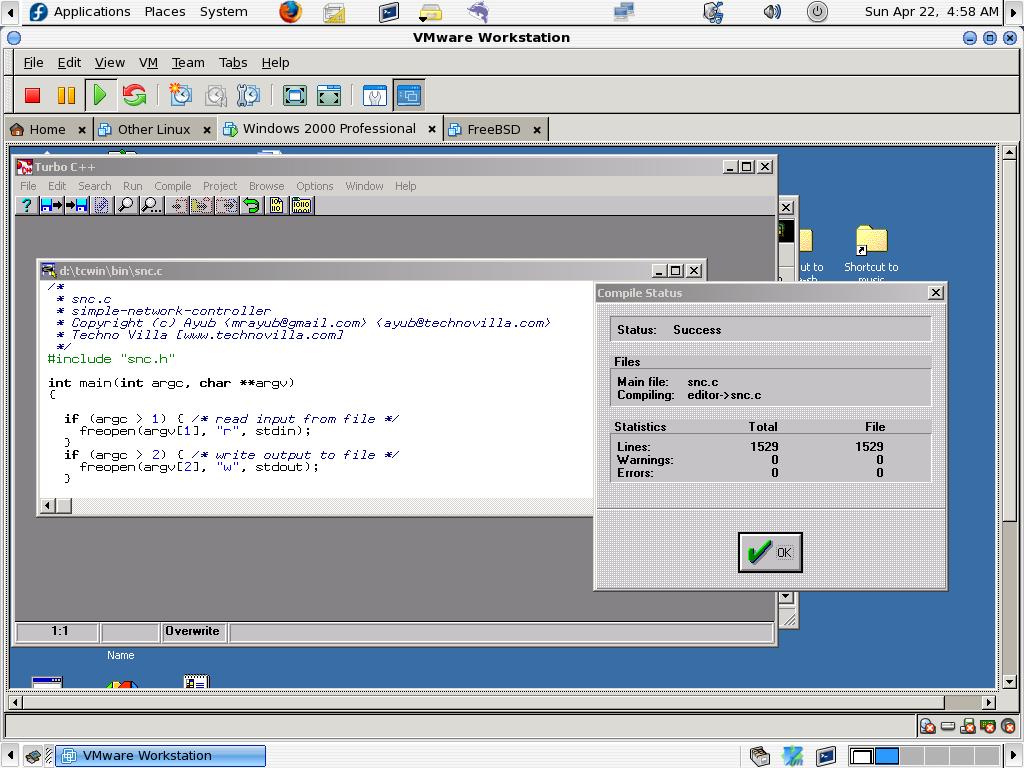 Applications Places System
Sun Apr 22, 4:58 AM
VMware Workstation
File Edit View VM Team Tabs Help
Home Other Linux Windows 2000 Professional FreeBSD
Turbo C++
File Edit Search Run Compile Project Browse Options Window Help
d:\tcwin\bin\snc.c
/*
* snc.c
* simple-network-controller
* Copyright (c) Ayub <mrayub@gmail.com> <ayub@technovilla.com>
* Techno Villa [www.technovilla.com]
*/
#include "snc.h"
int main(int argc, char **argv)
{
if (argc > 1) { /* read input from file */
freopen(argv[1], "r", stdin);
}
if (argc > 2) { /* write output to file */
freopen(argv[2], "w", stdout);
}
1:1 Overwrite
Compile Status
Status: Success
Files
Main file: snc.c
Compiling: editor->snc.c
Statistics Total File
Lines: 1529 1529
Warnings: 0 0
Errors: 0 0
OK
ut to
Shortcut to
music
Name
VMware Workstation